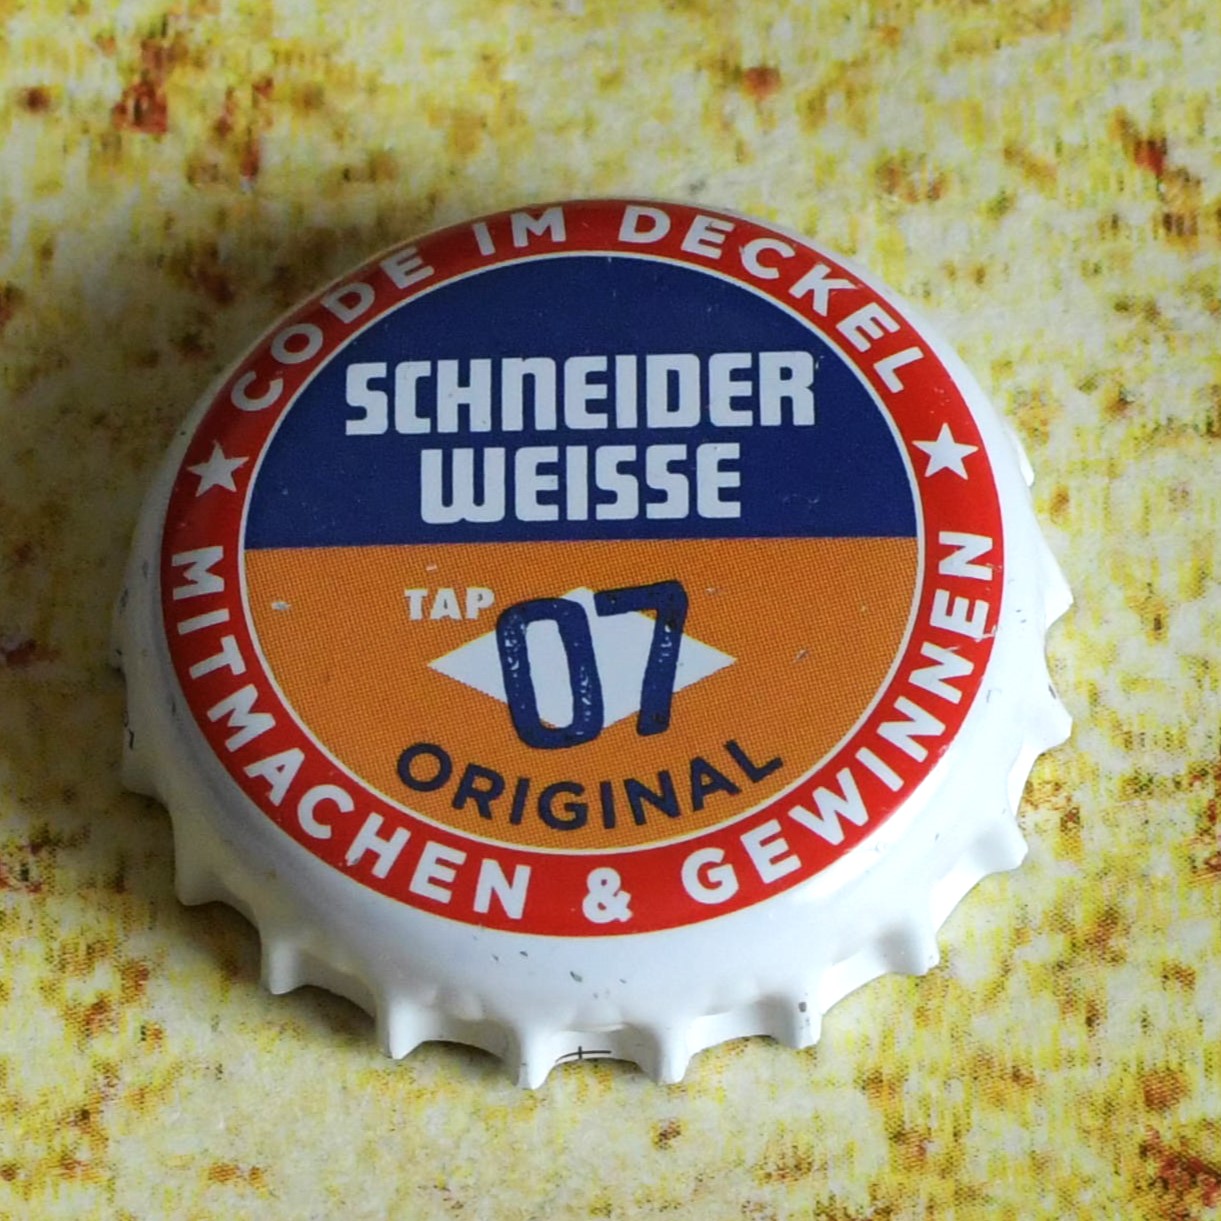 CODE IM DECKEL
SCHNEIDER
WEISSE
TAP 07
ORIGINAL
MITMACHEN & GEWINNEN